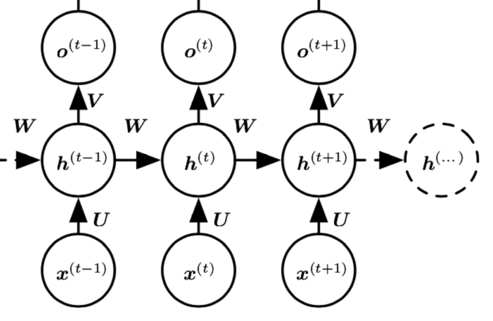 o^(t−1) o^(t) o^(t+1)
V V V
W W W W
h^(t−1) h^(t) h^(t+1) h^(...)
U U U
x^(t−1) x^(t) x^(t+1)